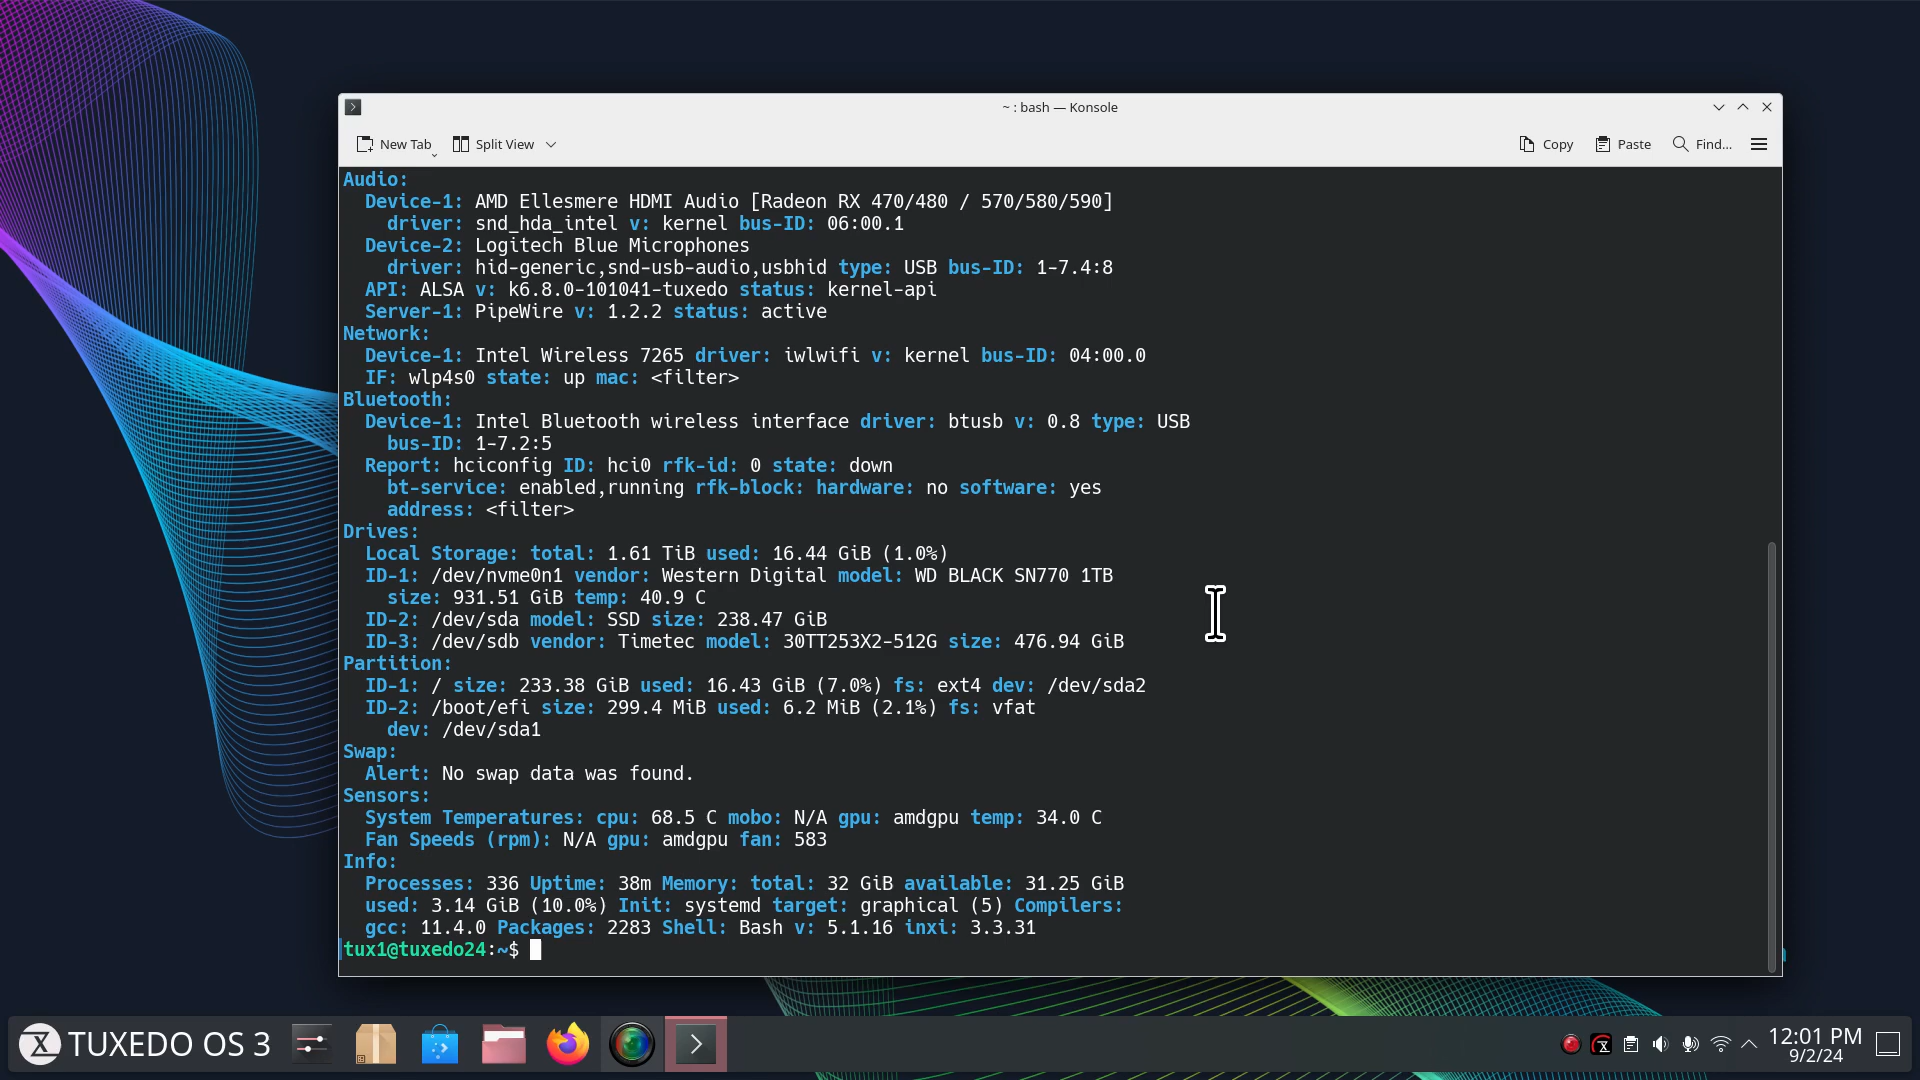 ~ : bash — Konsole
New Tab
Split View
Copy
Paste
Find...
Audio:
Device-1: AMD Ellesmere HDMI Audio [Radeon RX 470/480 / 570/580/590]
driver: snd_hda_intel v: kernel bus-ID: 06:00.1
Device-2: Logitech Blue Microphones
driver: hid-generic,snd-usb-audio,usbhid type: USB bus-ID: 1-7.4:8
API: ALSA v: k6.8.0-101041-tuxedo status: kernel-api
Server-1: PipeWire v: 1.2.2 status: active
Network:
Device-1: Intel Wireless 7265 driver: iwlwifi v: kernel bus-ID: 04:00.0
IF: wlp4s0 state: up mac: <filter>
Bluetooth:
Device-1: Intel Bluetooth wireless interface driver: btusb v: 0.8 type: USB
bus-ID: 1-7.2:5
Report: hciconfig ID: hci0 rfk-id: 0 state: down
bt-service: enabled,running rfk-block: hardware: no software: yes
address: <filter>
Drives:
Local Storage: total: 1.61 TiB used: 16.44 GiB (1.0%)
ID-1: /dev/nvme0n1 vendor: Western Digital model: WD BLACK SN770 1TB
size: 931.51 GiB temp: 40.9 C
ID-2: /dev/sda model: SSD size: 238.47 GiB
ID-3: /dev/sdb vendor: Timetec model: 30TT253X2-512G size: 476.94 GiB
Partition:
ID-1: / size: 233.38 GiB used: 16.43 GiB (7.0%) fs: ext4 dev: /dev/sda2
ID-2: /boot/efi size: 299.4 MiB used: 6.2 MiB (2.1%) fs: vfat
dev: /dev/sda1
Swap:
Alert: No swap data was found.
Sensors:
System Temperatures: cpu: 68.5 C mobo: N/A gpu: amdgpu temp: 34.0 C
Fan Speeds (rpm): N/A gpu: amdgpu fan: 583
Info:
Processes: 336 Uptime: 38m Memory: total: 32 GiB available: 31.25 GiB
used: 3.14 GiB (10.0%) Init: systemd target: graphical (5) Compilers:
gcc: 11.4.0 Packages: 2283 Shell: Bash v: 5.1.16 inxi: 3.3.31
tux1@tuxedo24:~$
TUXEDO OS 3
12:01 PM
9/2/24